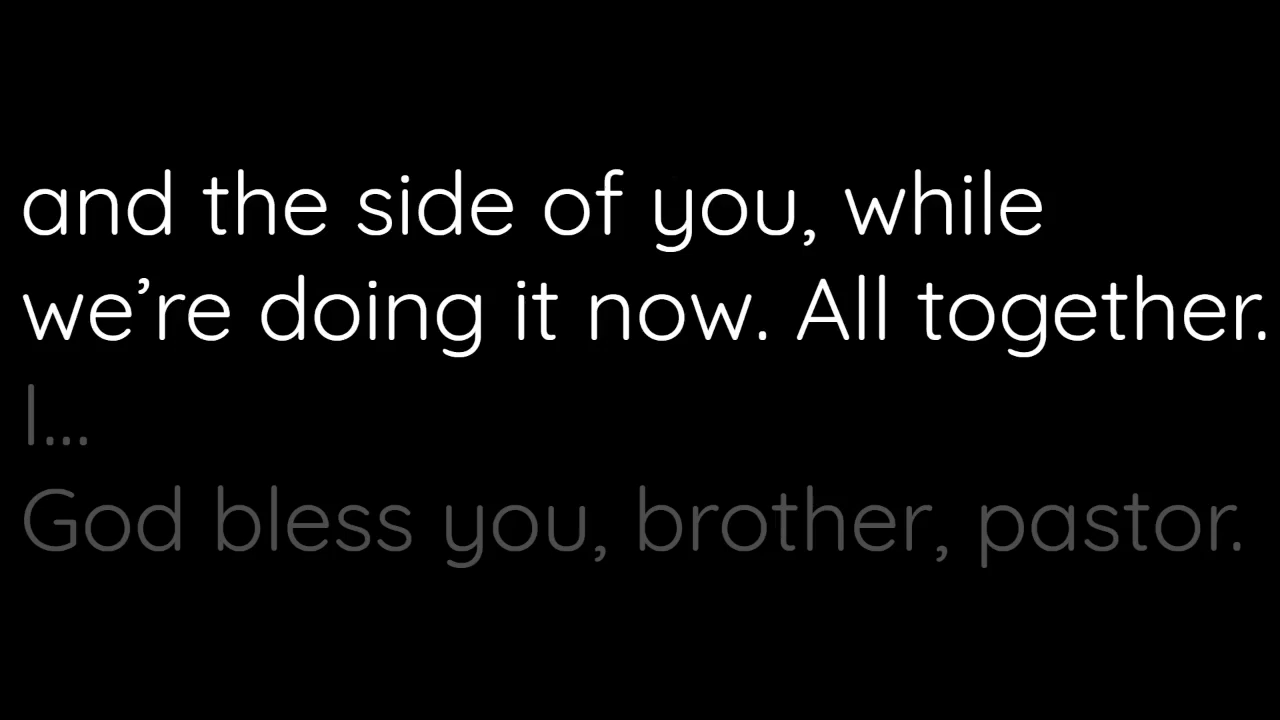 and the side of you, while
we’re doing it now. All together.
I...
God bless you, brother, pastor.